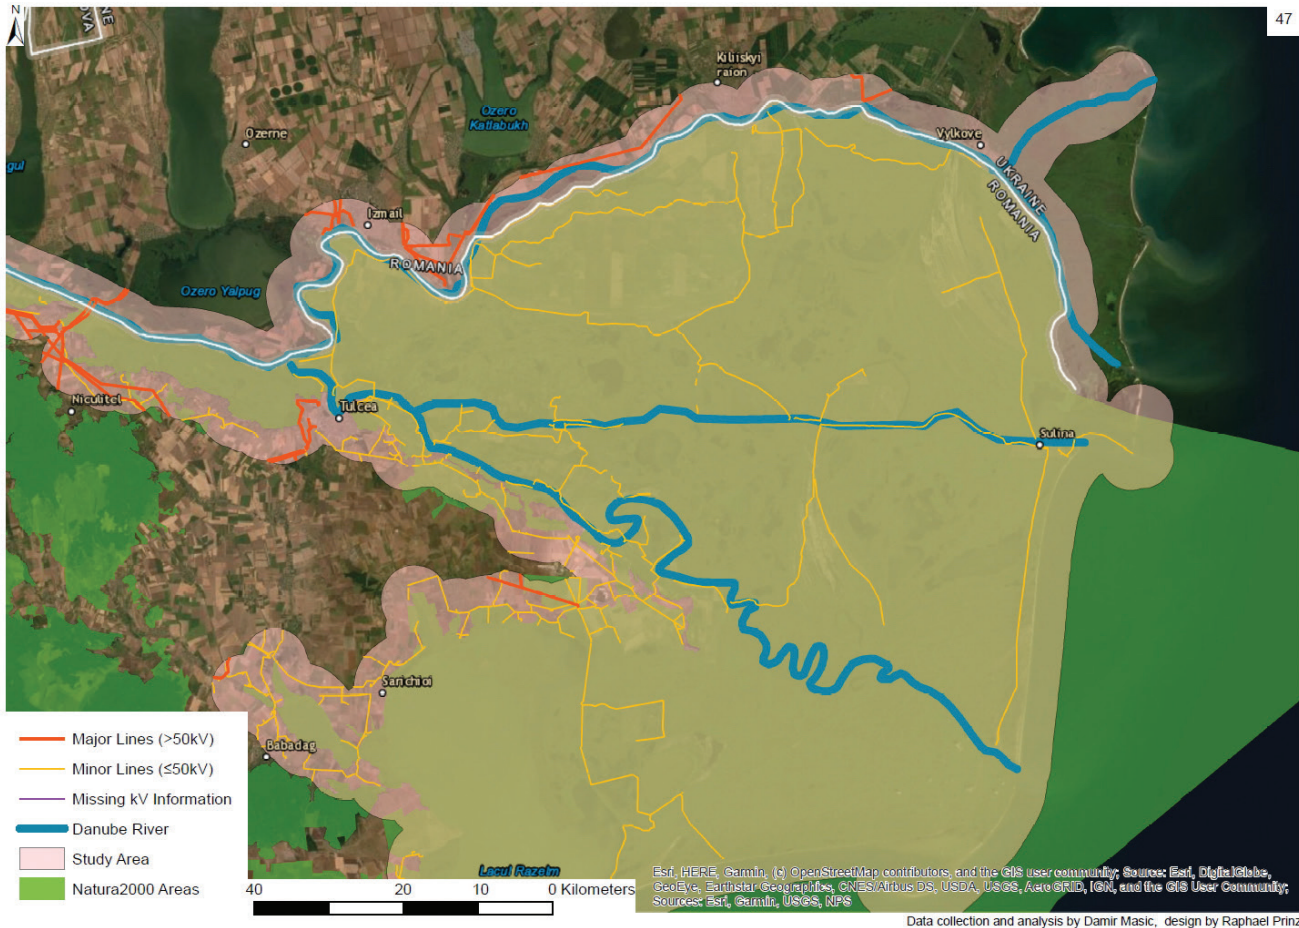 N
47
NE
OVA
Kiliiskyi
raion
Ozero
Katlabukh
Ozerne
Vylkove
gul
UKRAINE
ROMANIA
Izmail
ROMANIA
Ozero Yalpug
Niculitel
Tulcea
Sulina
Sarichioi
Babadag
Major Lines (>50kV)
Minor Lines (≤50kV)
Missing kV Information
Danube River
Study Area
Natura2000 Areas
Lacul Razelm
40 20 10 0 Kilometers
Esri, HERE, Garmin, (c) OpenStreetMap contributors, and the GIS user community; Source: Esri, DigitalGlobe,
GeoEye, Earthstar Geographics, CNES/Airbus DS, USDA, USGS, AeroGRID, IGN, and the GIS User Community;
Sources: Esri, Garmin, USGS, NPS
Data collection and analysis by Damir Masic, design by Raphael Prinz